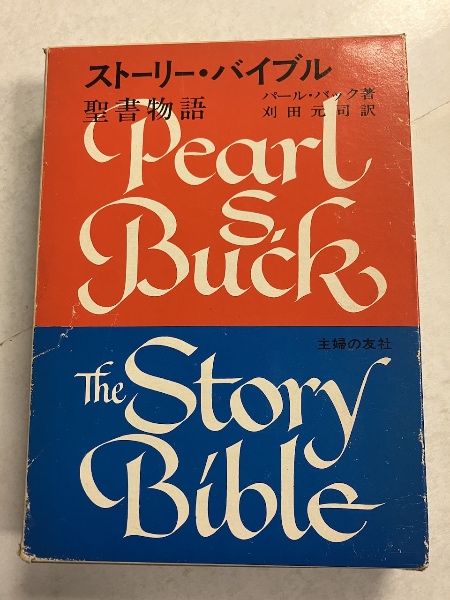 ストーリー・バイブル
聖書物語
パール・バック著
刈田元司訳
Pearl
S.
Buck
主婦の友社
The Story
Bible